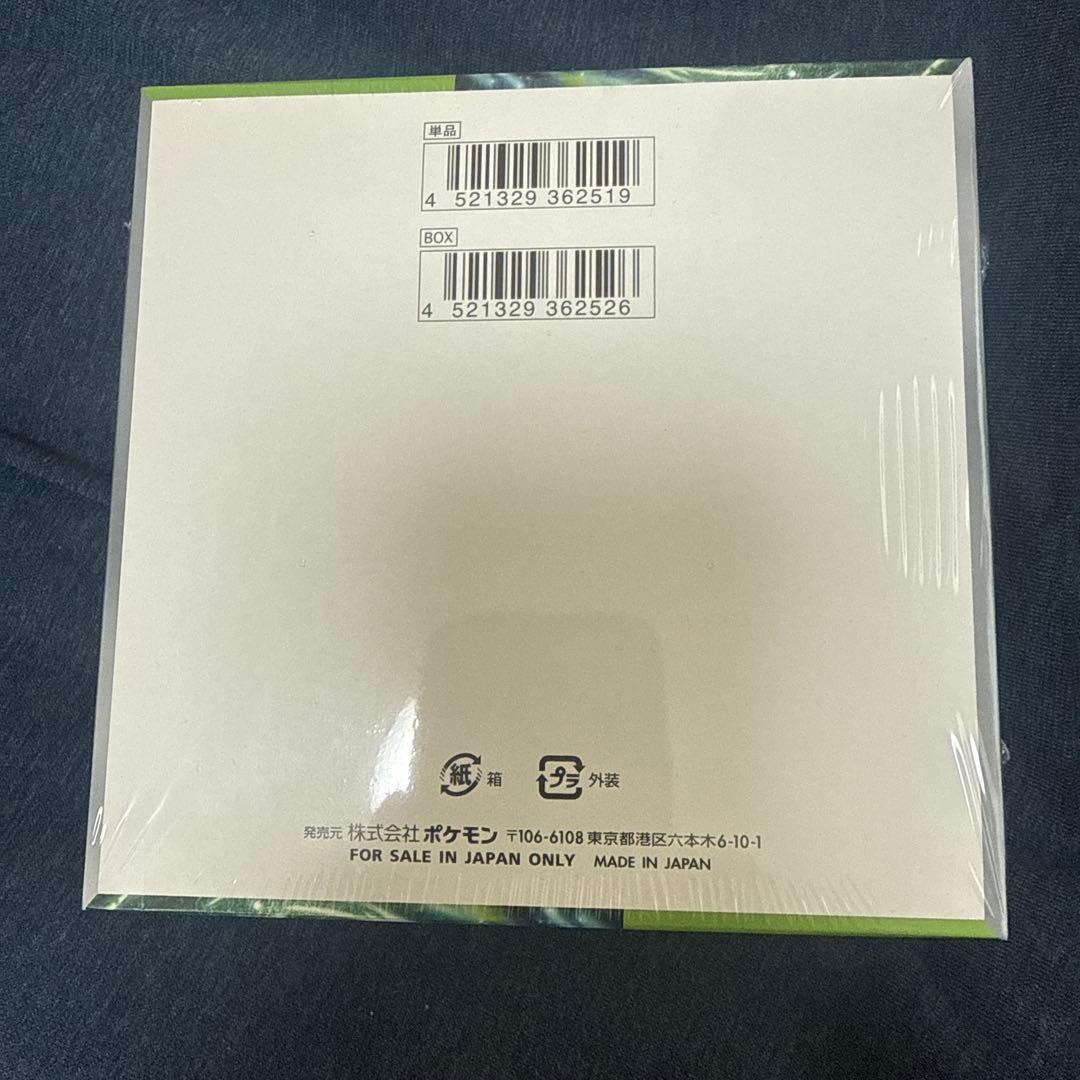 単品
4 521329 362519
BOX
4 521329 362526
紙 箱 プラ 外装
発売元 株式会社 ポケモン 〒106-6108 東京都港区六本木6-10-1
FOR SALE IN JAPAN ONLY MADE IN JAPAN